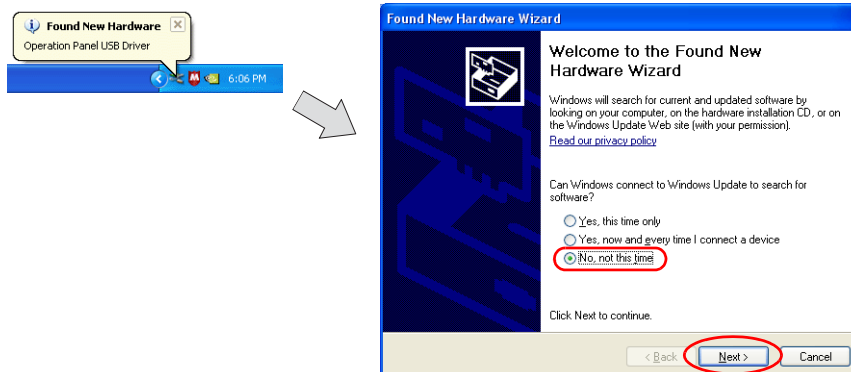 Found New Hardware
Operation Panel USB Driver
6:06 PM
Found New Hardware Wizard
Welcome to the Found New
Hardware Wizard
Windows will search for current and updated software by
looking on your computer, on the hardware installation CD, or on
the Windows Update Web site (with your permission).
Read our privacy policy
Can Windows connect to Windows Update to search for
software?
Yes, this time only
Yes, now and every time I connect a device
No, not this time
Click Next to continue.
< Back
Next >
Cancel